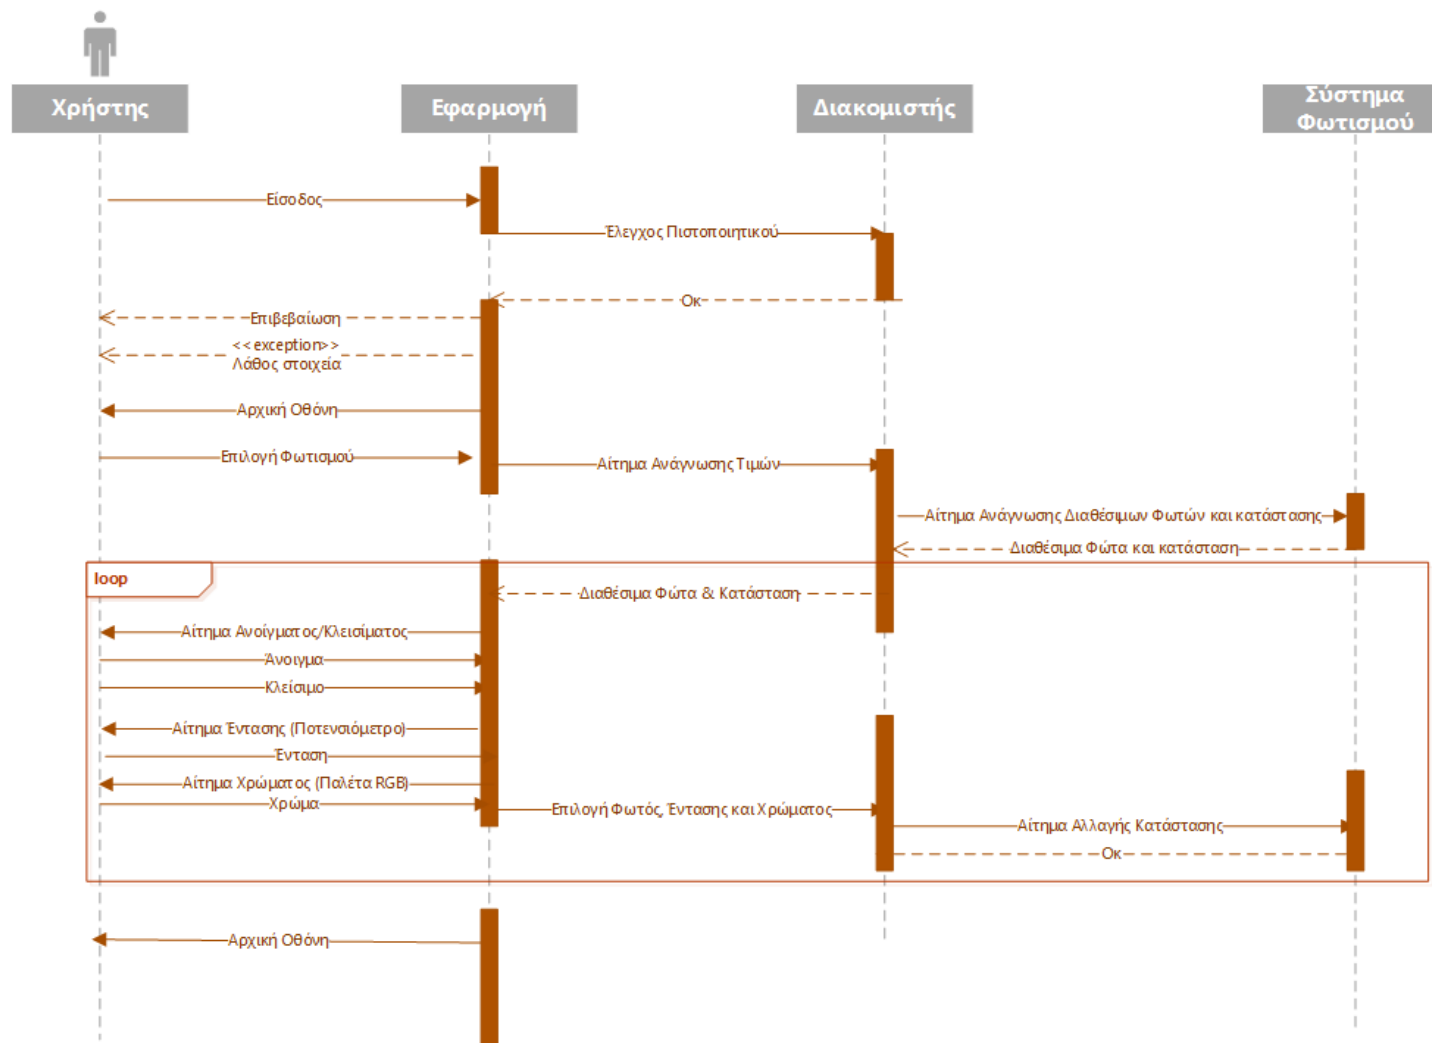 Χρήστης
Εφαρμογή
Διακομιστής
Σύστημα
Φωτισμού
Είσοδος
Έλεγχος Πιστοποιητικού
Οκ
Επιβεβαίωση
<<exception>>
Λάθος στοιχεία
Αρχική Οθόνη
Επιλογή Φωτισμού
Αίτημα Ανάγνωσης Τιμών
Αίτημα Ανάγνωσης Διαθέσιμων Φωτών και κατάστασης
Διαθέσιμα Φώτα και κατάσταση
loop
Διαθέσιμα Φώτα & Κατάσταση
Αίτημα Ανοίγματος/Κλεισίματος
Άνοιγμα
Κλείσιμο
Αίτημα Έντασης (Ποτενσιόμετρο)
Ένταση
Αίτημα Χρώματος (Παλέτα RGB)
Χρώμα
Επιλογή Φωτός, Έντασης και Χρώματος
Αίτημα Αλλαγής Κατάστασης
Οκ
Αρχική Οθόνη